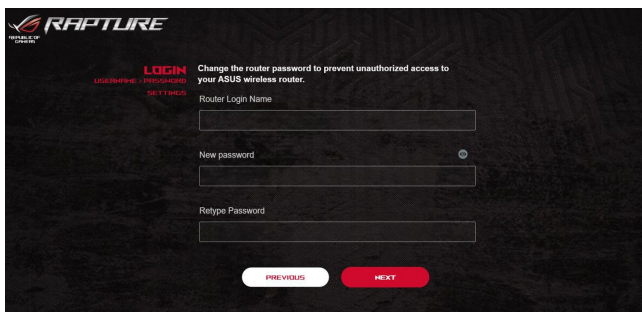 RAPTURE
REPUBLIC OF
GAMERS
LOGIN
USERNAME / PASSWORD
SETTINGS
Change the router password to prevent unauthorized access to
your ASUS wireless router.
Router Login Name
New password
Retype Password
PREVIOUS
NEXT